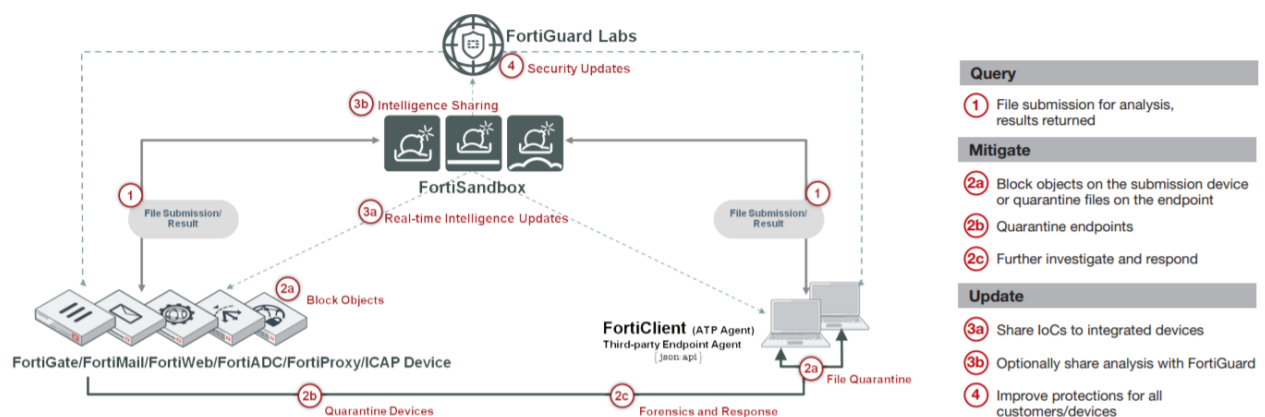 FortiGuard Labs
4 Security Updates
3b Intelligence Sharing
FortiSandbox
1
File Submission/
Result
3a Real-time Intelligence Updates
1
File Submission/
Result
2a Block Objects
FortiGate/FortiMail/FortiWeb/FortiADC/FortiProxy/ICAP Device
FortiClient (ATP Agent)
Third-party Endpoint Agent
{json:api}
2a File Quarantine
2b Quarantine Devices
2c Forensics and Response
Query
1 File submission for analysis,
results returned
Mitigate
2a Block objects on the submission device
or quarantine files on the endpoint
2b Quarantine endpoints
2c Further investigate and respond
Update
3a Share IoCs to integrated devices
3b Optionally share analysis with FortiGuard
4 Improve protections for all
customers/devices